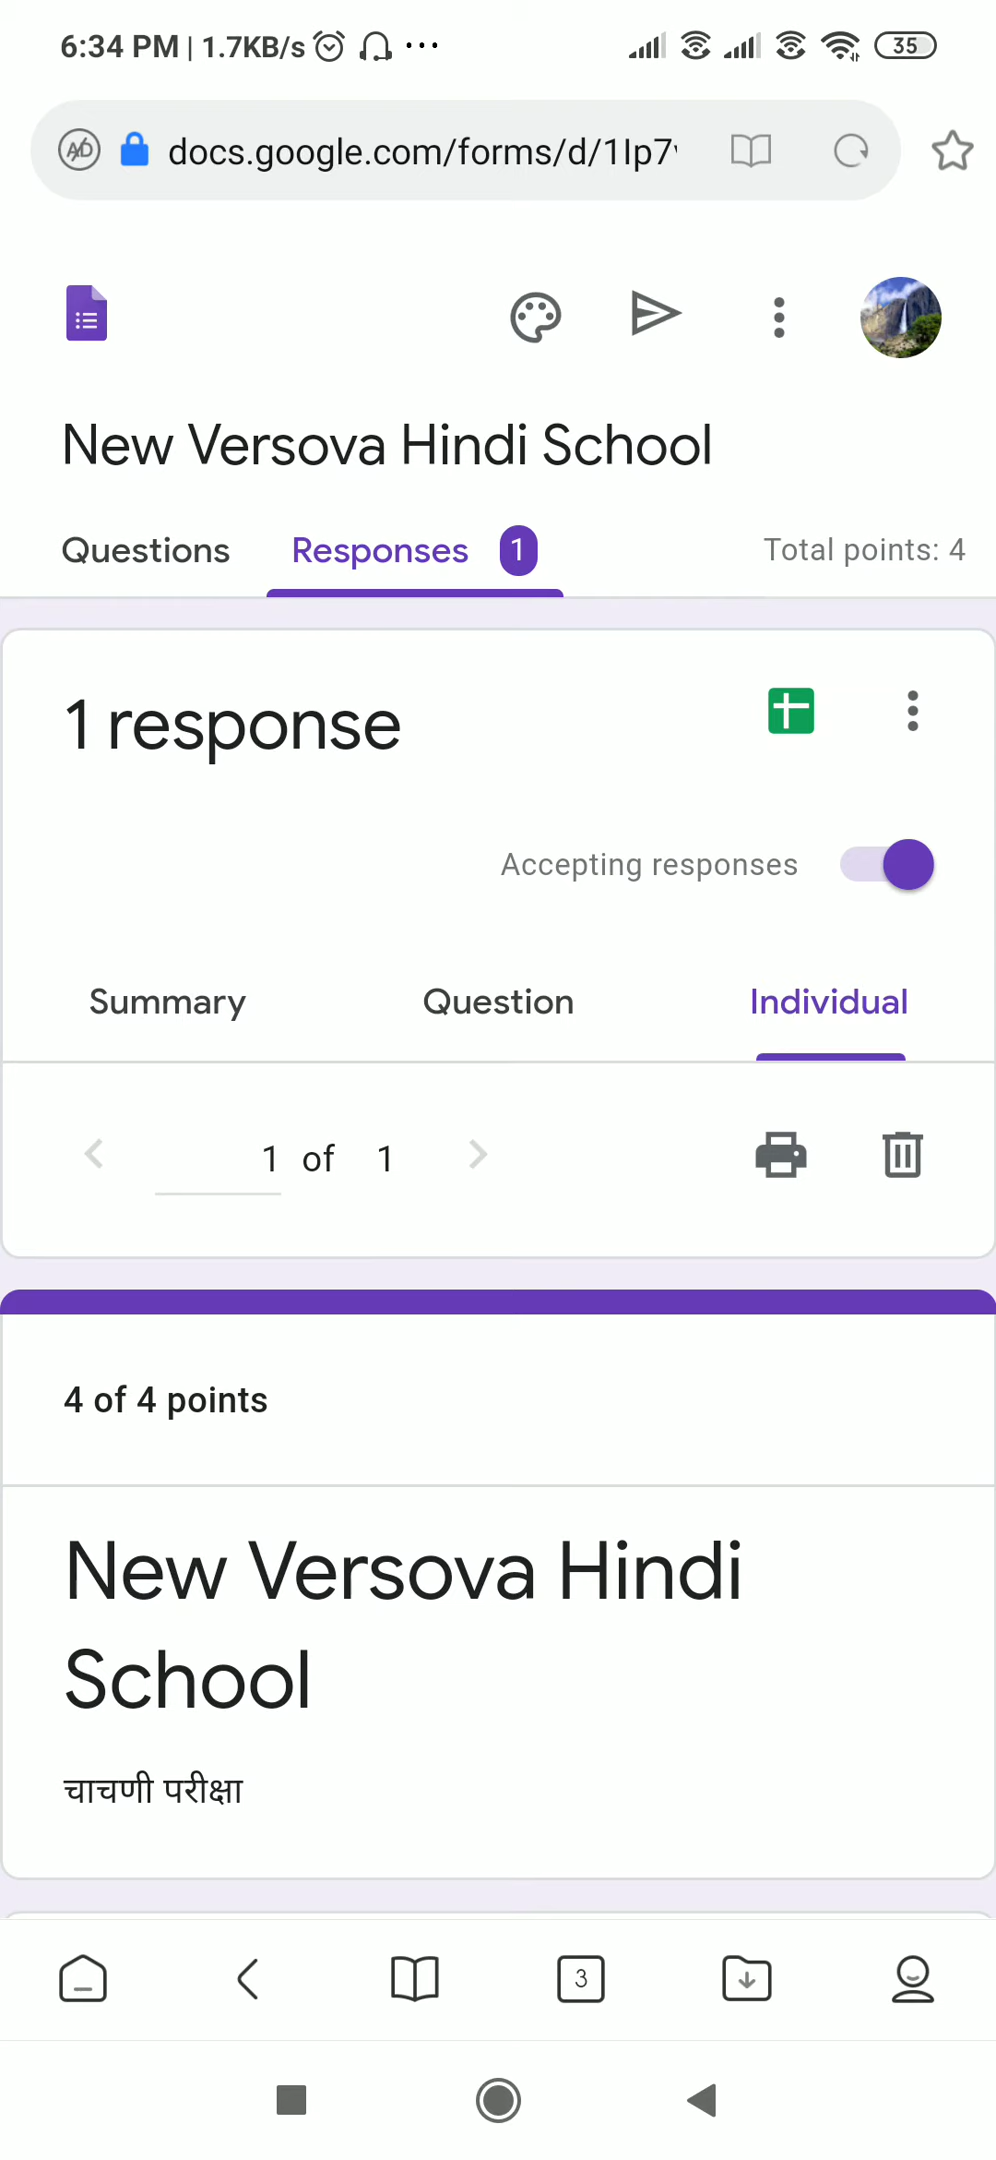 6:34 PM | 1.7KB/s ... 35
docs.google.com/forms/d/1Ip7
New Versova Hindi School
Questions Responses 1 Total points: 4
1 response
Accepting responses
Summary Question Individual
1 of 1
4 of 4 points
New Versova Hindi
School
चाचणी परीक्षा
3